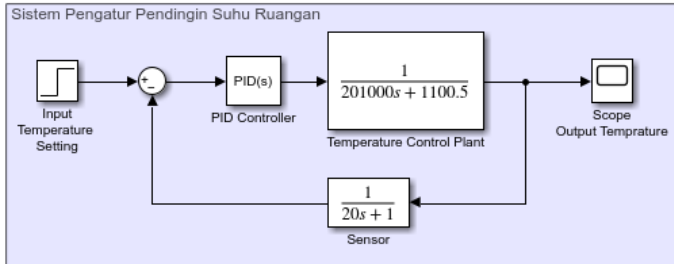 Sistem Pengatur Pendingin Suhu Ruangan
Input
Temperature
Setting
+
−
PID(s)
PID Controller
1
201000s + 1100.5
Temperature Control Plant
Scope
Output Temprature
1
20s + 1
Sensor